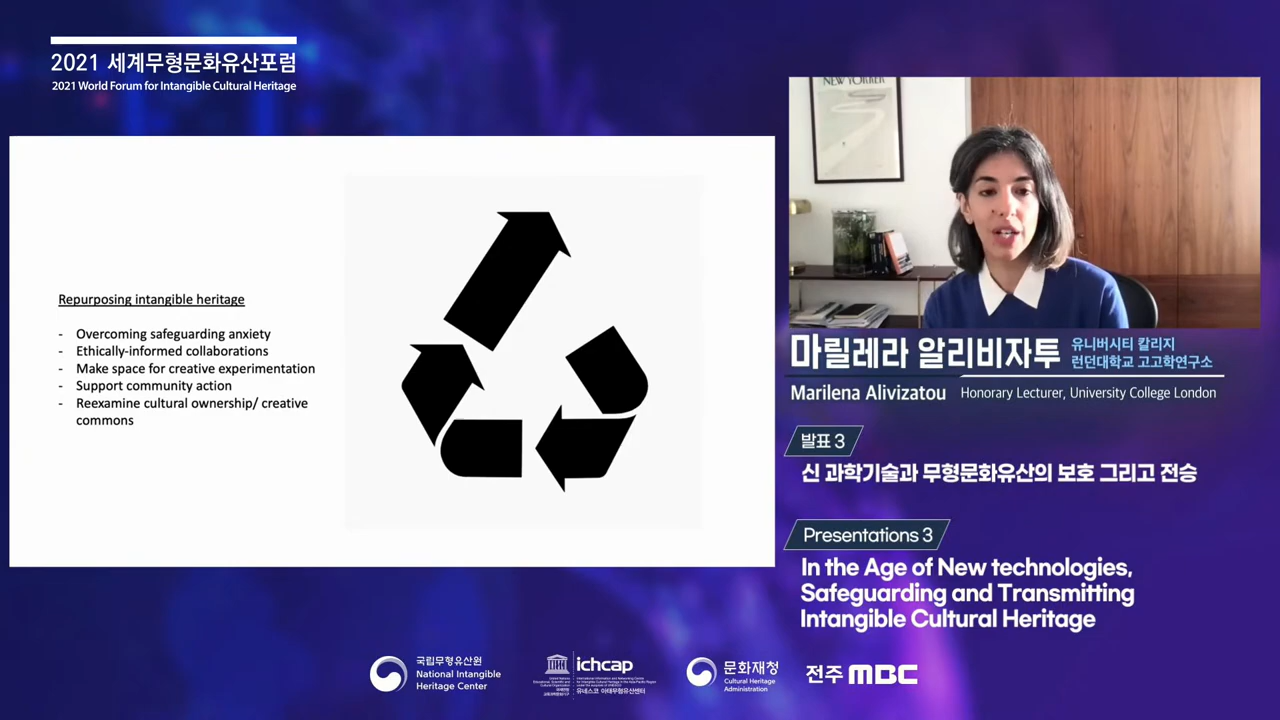 2021 세계무형문화유산포럼
2021 World Forum for Intangible Cultural Heritage
NEW YORKER
Repurposing intangible heritage
- Overcoming safeguarding anxiety
- Ethically-informed collaborations
- Make space for creative experimentation
- Support community action
- Reexamine cultural ownership/ creative
commons
마릴레라 알리비자투
유니버시티 칼리지
런던대학교 고고학연구소
Marilena Alivizatou
Honorary Lecturer, University College London
발표 3
신 과학기술과 무형문화유산의 보호 그리고 전승
Presentations 3
In the Age of New technologies,
Safeguarding and Transmitting
Intangible Cultural Heritage
국립무형유산원
National Intangible
Heritage Center
ichcap
유네스코 아태무형유산센터
문화재청
Cultural Heritage
Administration
전주 MBC